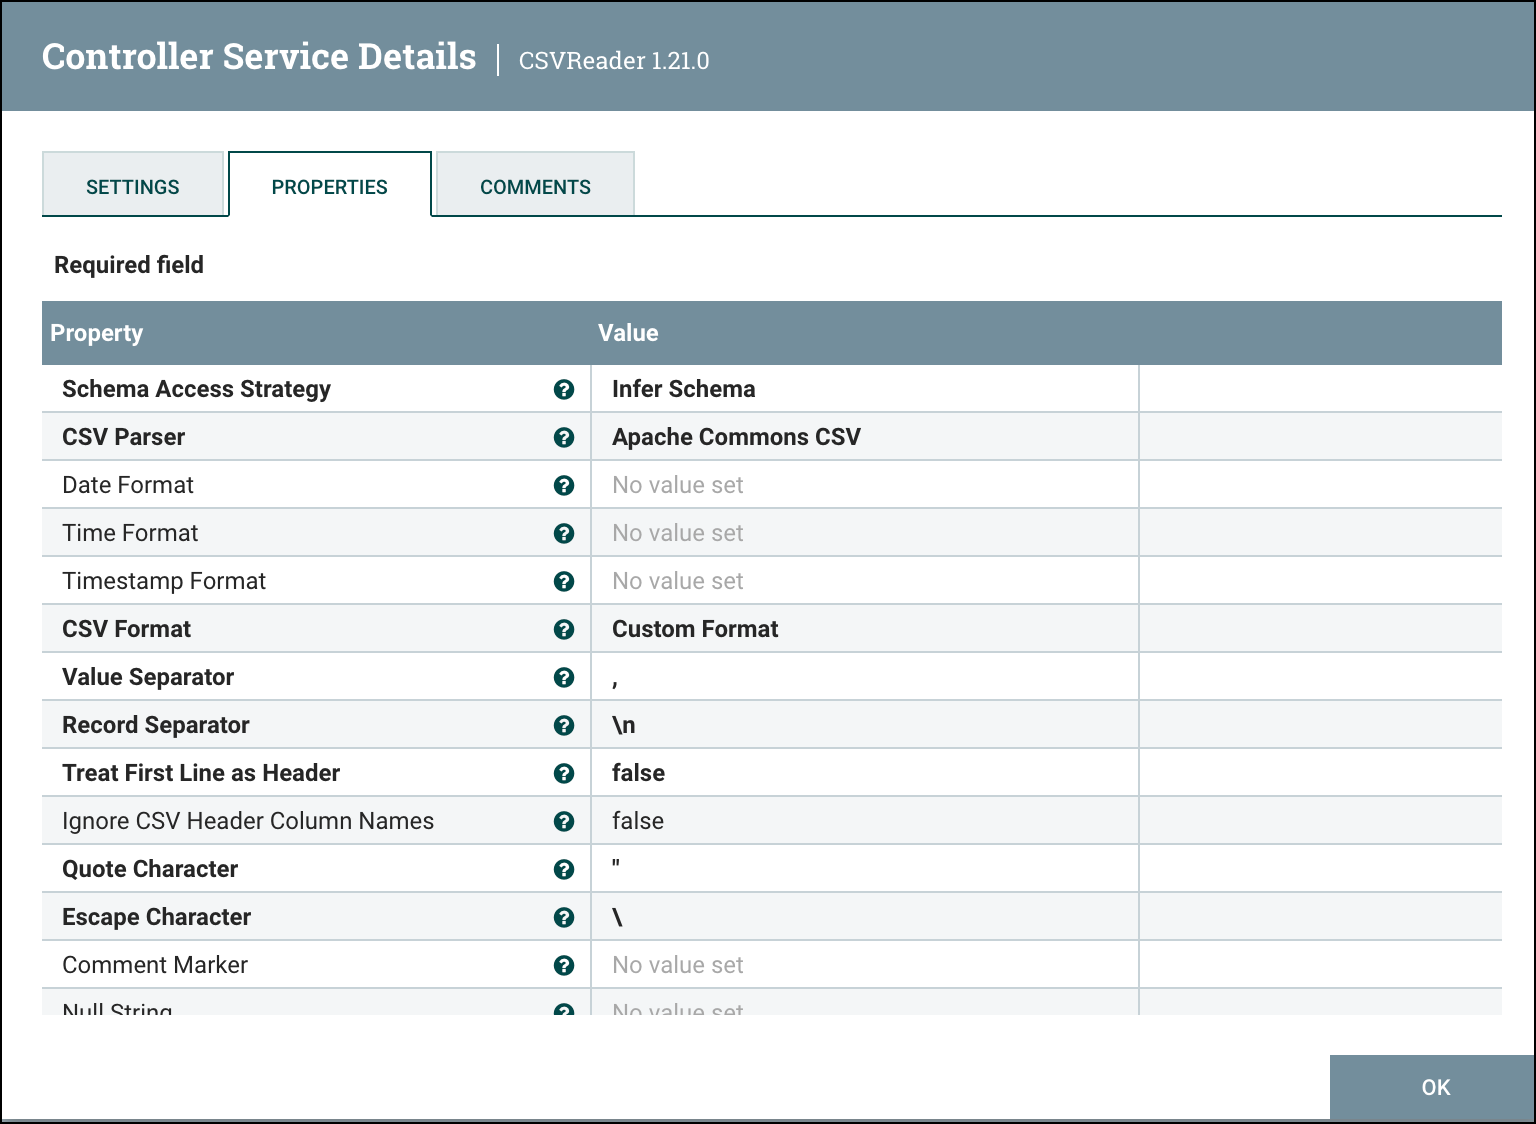 Controller Service Details | CSVReader 1.21.0
SETTINGS PROPERTIES COMMENTS
Required field
Property Value
Schema Access Strategy ? Infer Schema
CSV Parser ? Apache Commons CSV
Date Format ? No value set
Time Format ? No value set
Timestamp Format ? No value set
CSV Format ? Custom Format
Value Separator ? ,
Record Separator ? \n
Treat First Line as Header ? false
Ignore CSV Header Column Names ? false
Quote Character ? "
Escape Character ? \
Comment Marker ? No value set
Null String ? No value set
OK